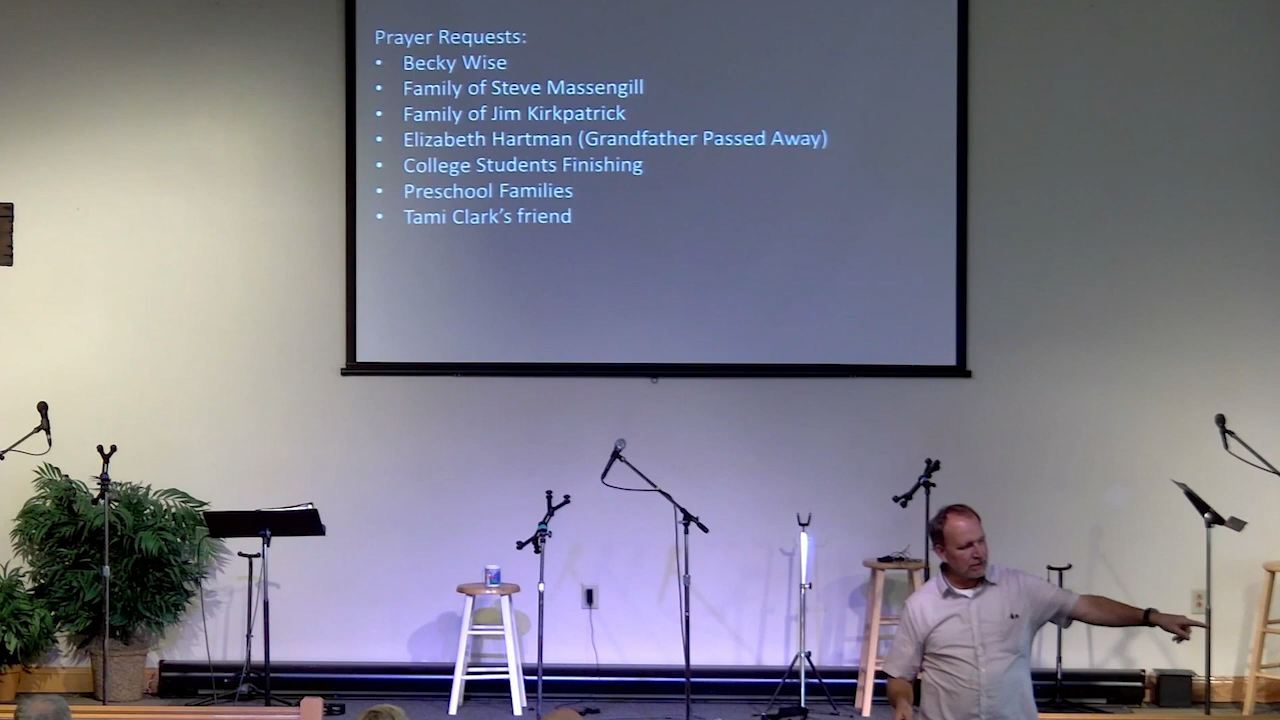 Prayer Requests:
• Becky Wise
• Family of Steve Massengill
• Family of Jim Kirkpatrick
• Elizabeth Hartman (Grandfather Passed Away)
• College Students Finishing
• Preschool Families
• Tami Clark’s friend